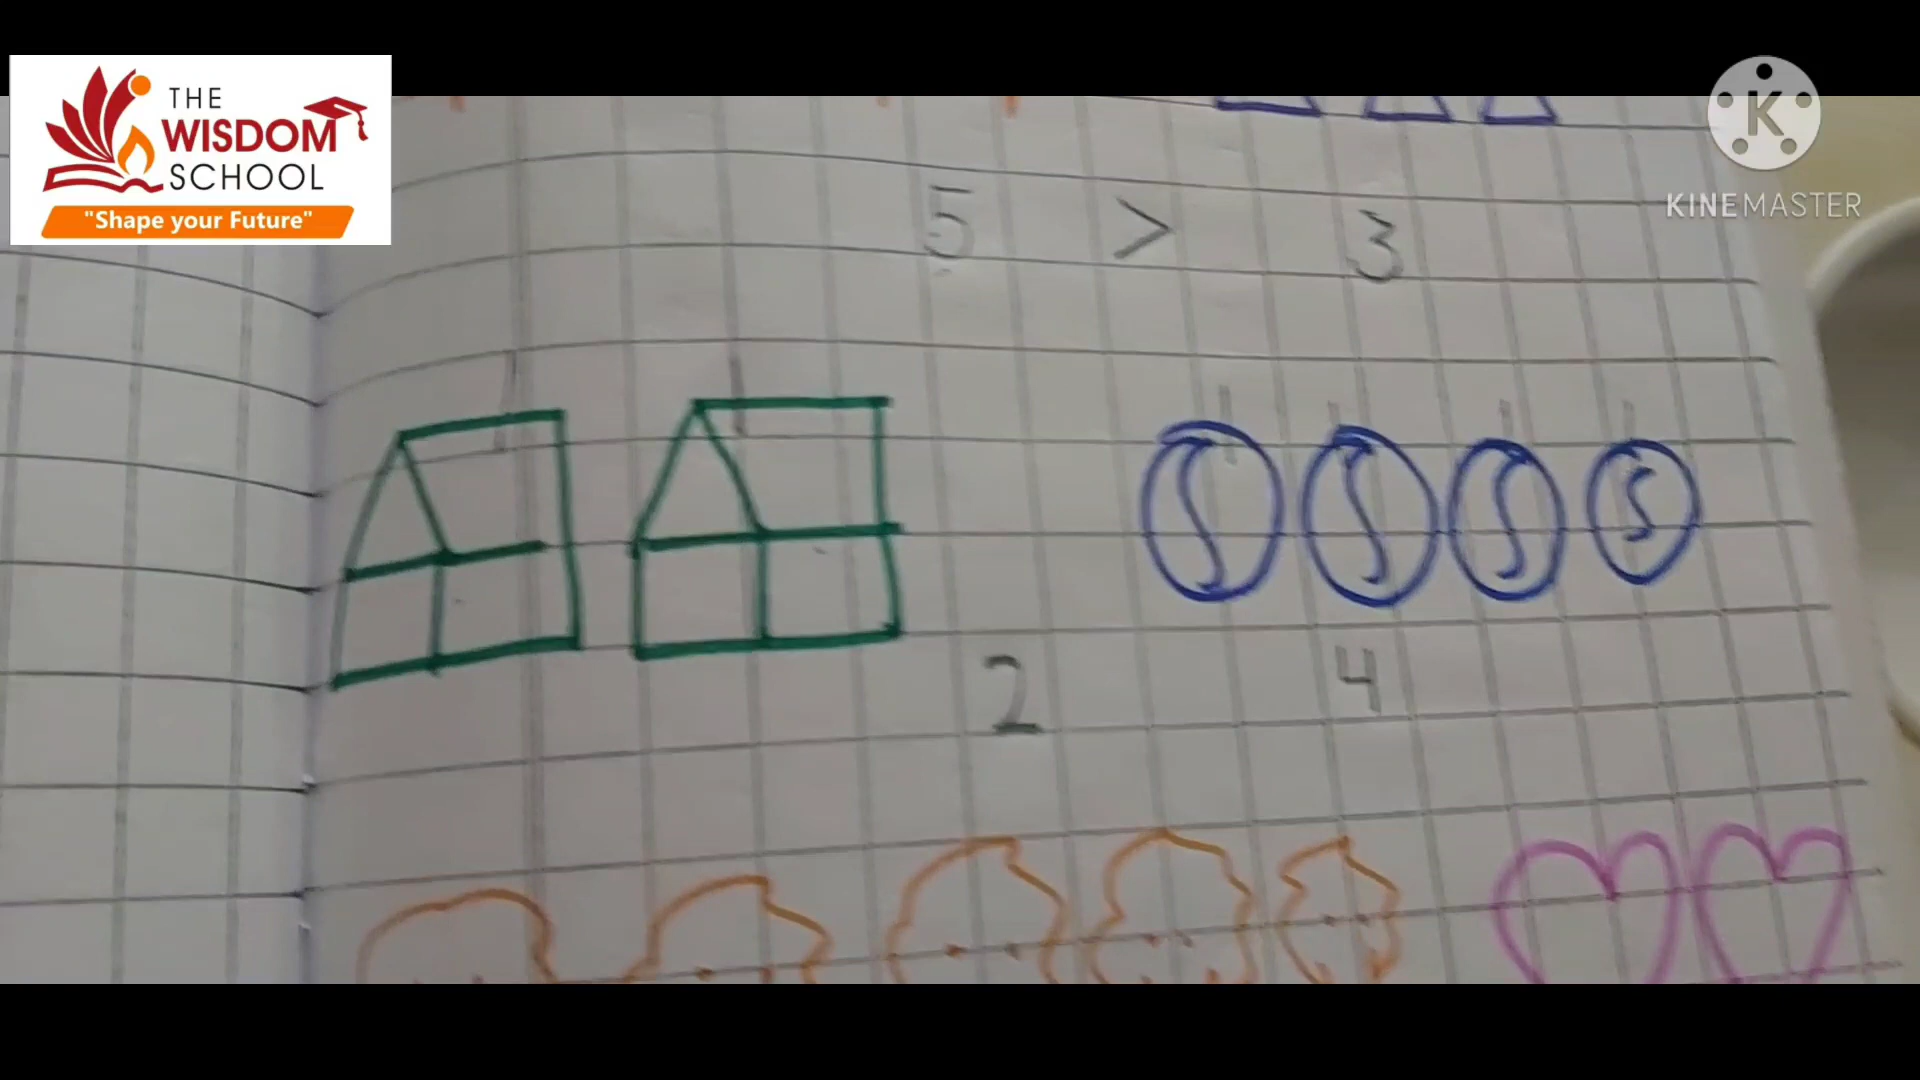 THE
WISDOM
SCHOOL
"Shape your Future"
K
KINEMASTER
5 > 3
2 4